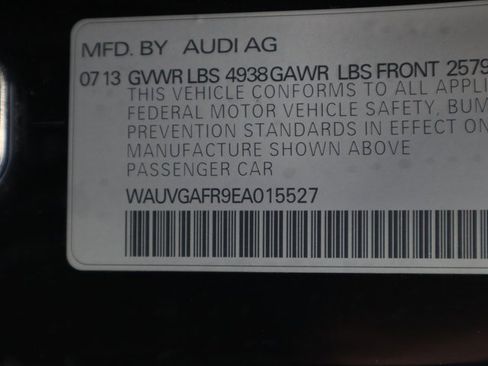 MFD. BY AUDI AG
07 13 GVWR LBS 4938 GAWR LBS FRONT 2579
THIS VEHICLE CONFORMS TO ALL APPLI
FEDERAL MOTOR VEHICLE SAFETY, BUM
PREVENTION STANDARDS IN EFFECT ON
MANUFACTURE SHOWN ABOVE
PASSENGER CAR
WAUVGAFR9EA015527